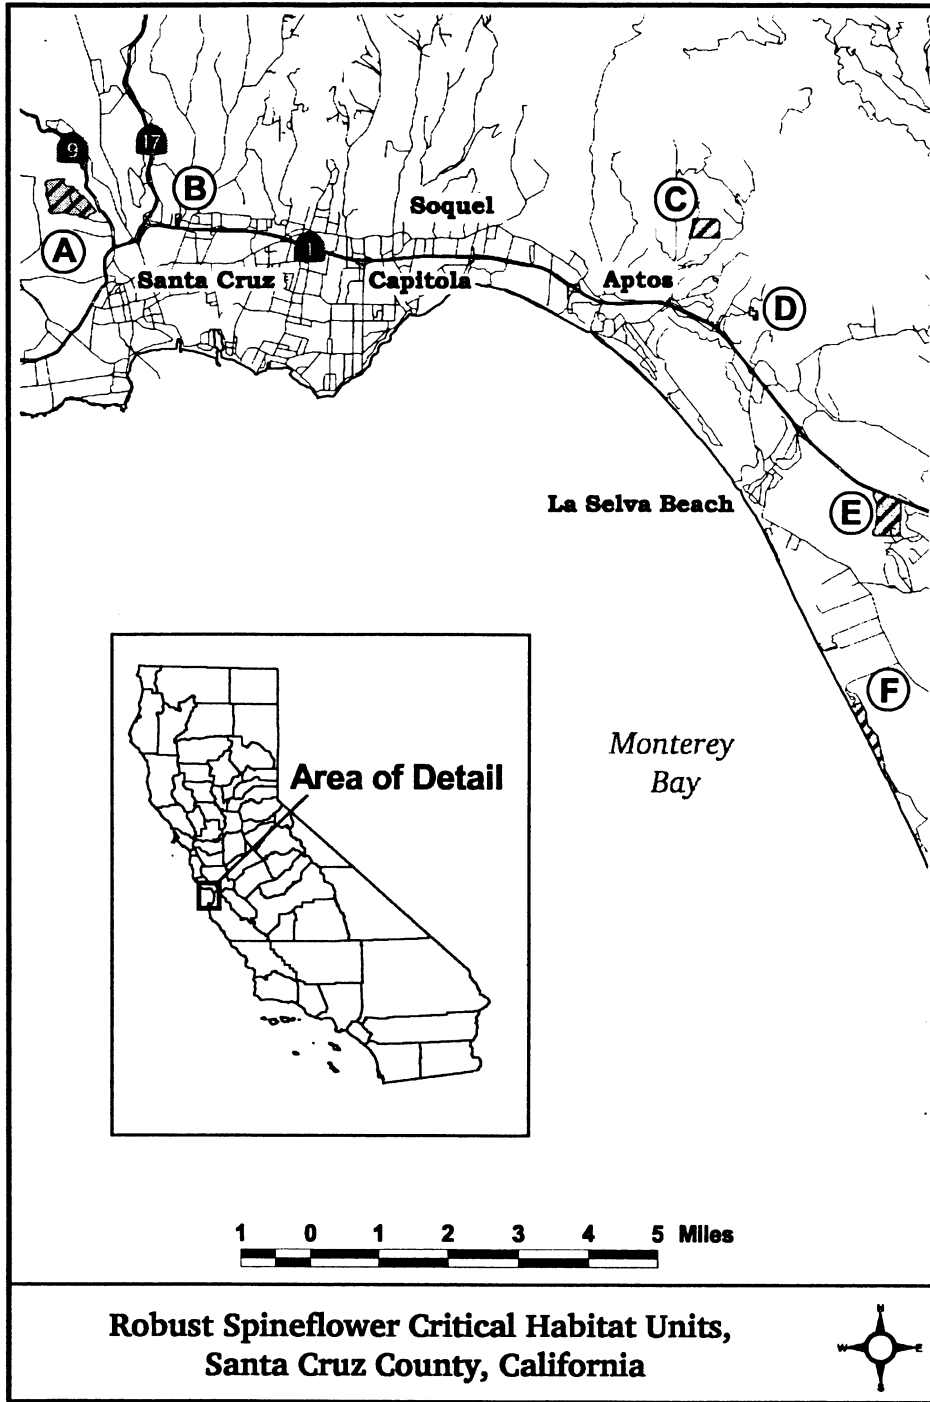 9
17
B
Soquel
C
A
1
Santa Cruz
Capitola
Aptos
D
La Selva Beach
E
F
Monterey
Bay
Area of Detail
1 0 1 2 3 4 5 Miles
Robust Spineflower Critical Habitat Units,
Santa Cruz County, California
N
W E
S